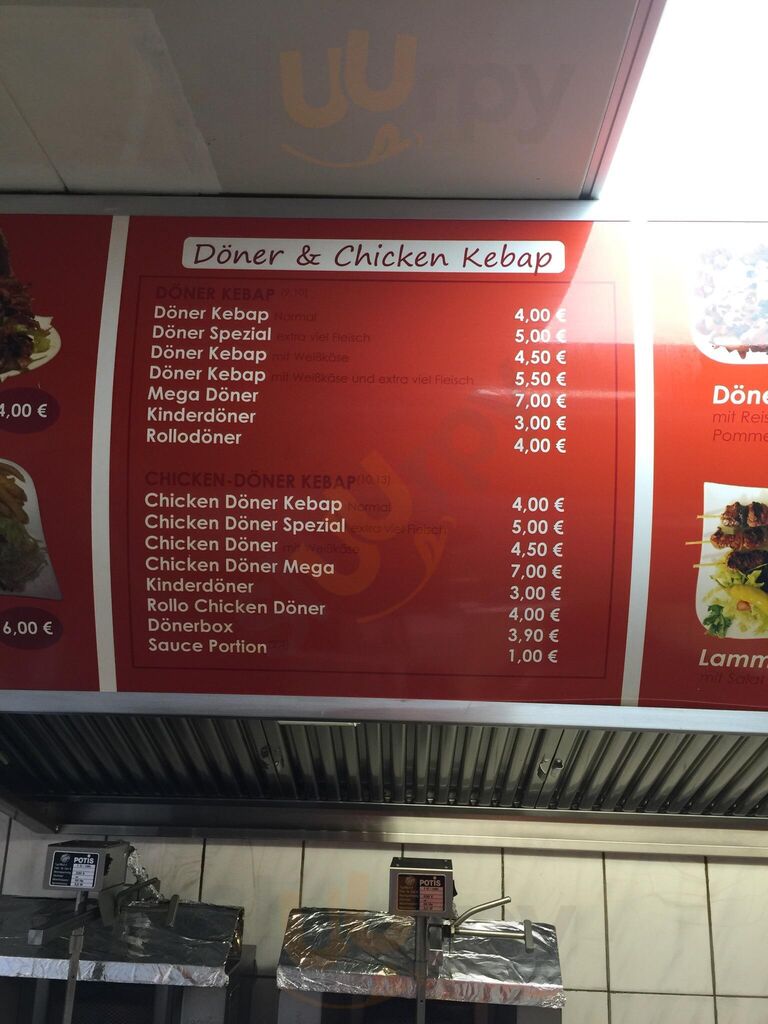 uurpy
Döner & Chicken Kebap
DÖNER KEBAP
Döner Kebap Normal 4,00 €
Döner Spezial extra viel Fleisch 5,00 €
Döner Kebap mit Weißkäse 4,50 €
Döner Kebap mit Weißkäse und extra viel Fleisch 5,50 €
Mega Döner 7,00 €
Kinderdöner 3,00 €
Rollodöner 4,00 €
CHICKEN-DÖNER KEBAP (10,13)
Chicken Döner Kebap Normal 4,00 €
Chicken Döner Spezial extra viel Fleisch 5,00 €
Chicken Döner mit Weißkäse 4,50 €
Chicken Döner Mega 7,00 €
Kinderdöner 3,00 €
Rollo Chicken Döner 4,00 €
Dönerbox 3,90 €
Sauce Portion 1,00 €
4,00 €
6,00 €
Döne
mit Reis
Pomme
Lamm
mit Salat
POTIS
POTIS